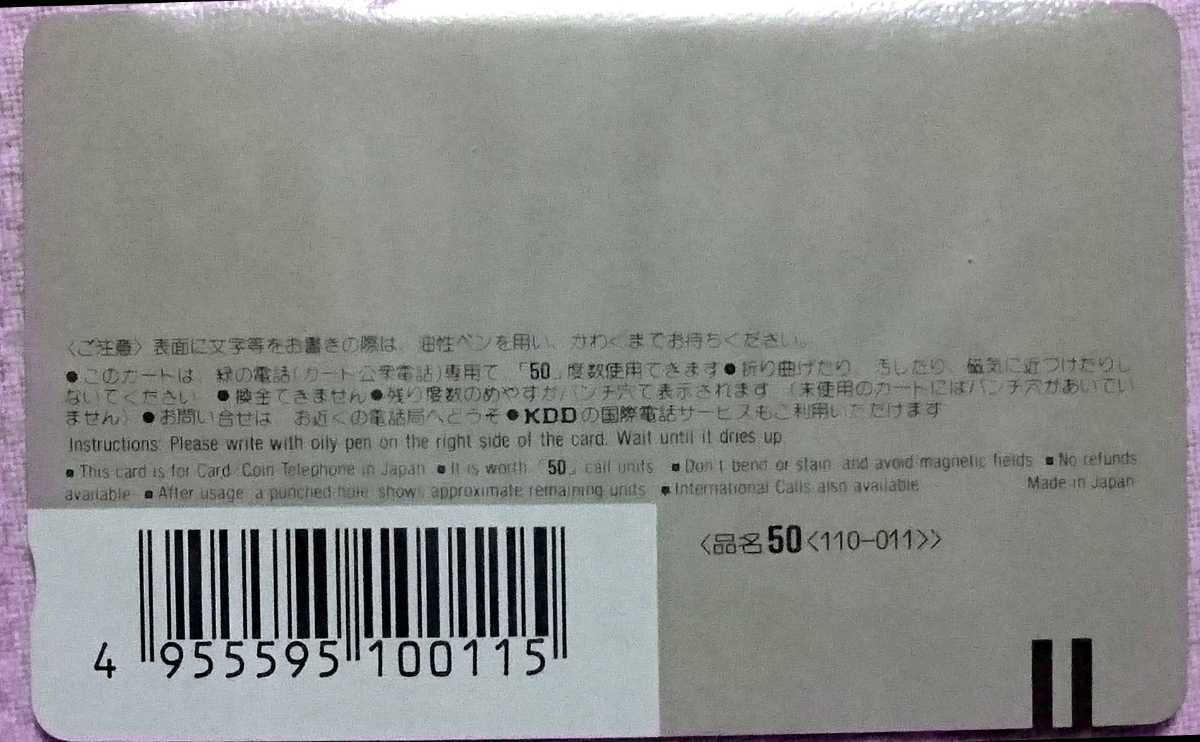 〈ご注意〉表面に文字等をお書きの際は、油性ペンを用い、かわくまでお待ちください。
●このカードは、緑の電話(カード公衆電話)専用で「50」度数使用できます●折り曲げたり、汚したり、磁気に近づけたりし
ないでください ●換金できません●残り度数のめやすがパンチ穴で表示されます (未使用のカードにはパンチ穴があいてい
ません)●お問い合せは お近くの電話局へどうぞ●KDDの国際電話サービスもご利用いただけます
Instructions: Please write with oily pen on the right side of the card. Wait until it dries up.
■This card is for Card/Coin Telephone in Japan ■It is worth「50」call units ■Don't bend or stain and avoid magnetic fields ■No refunds
available ■After usage a punched hole shows approximate remaining units ■International Calls also available Made in Japan
〈品名50<110-011>〉
4 955595 100115